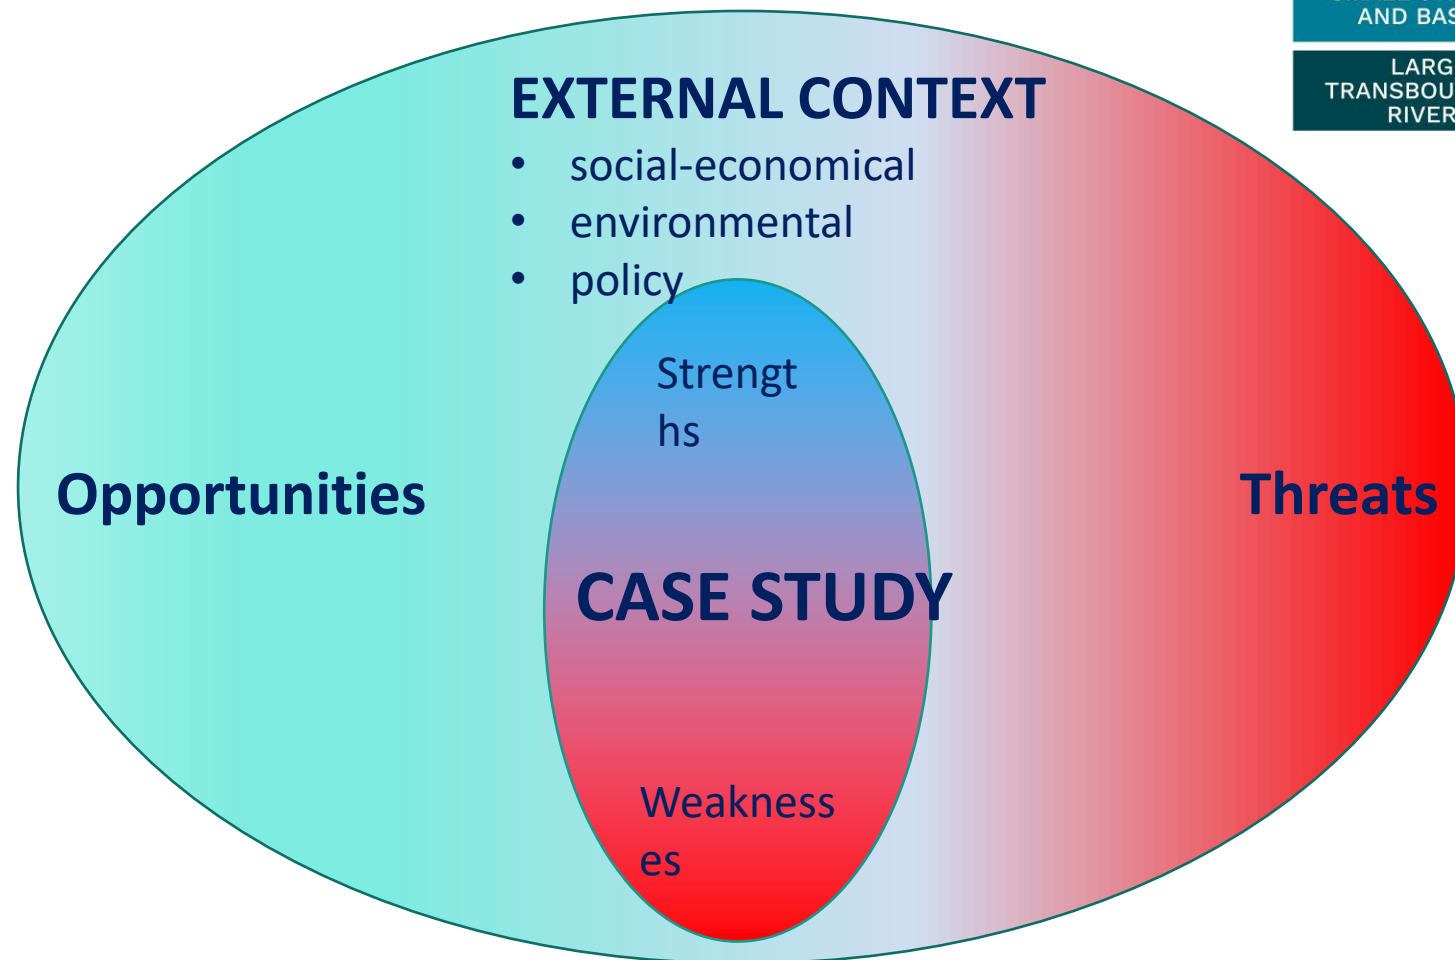 AND BAS
LARG
TRANSBOU
RIVER
EXTERNAL CONTEXT
• social-economical
• environmental
• policy
Strengt
hs
Opportunities
Threats
CASE STUDY
Weakness
es